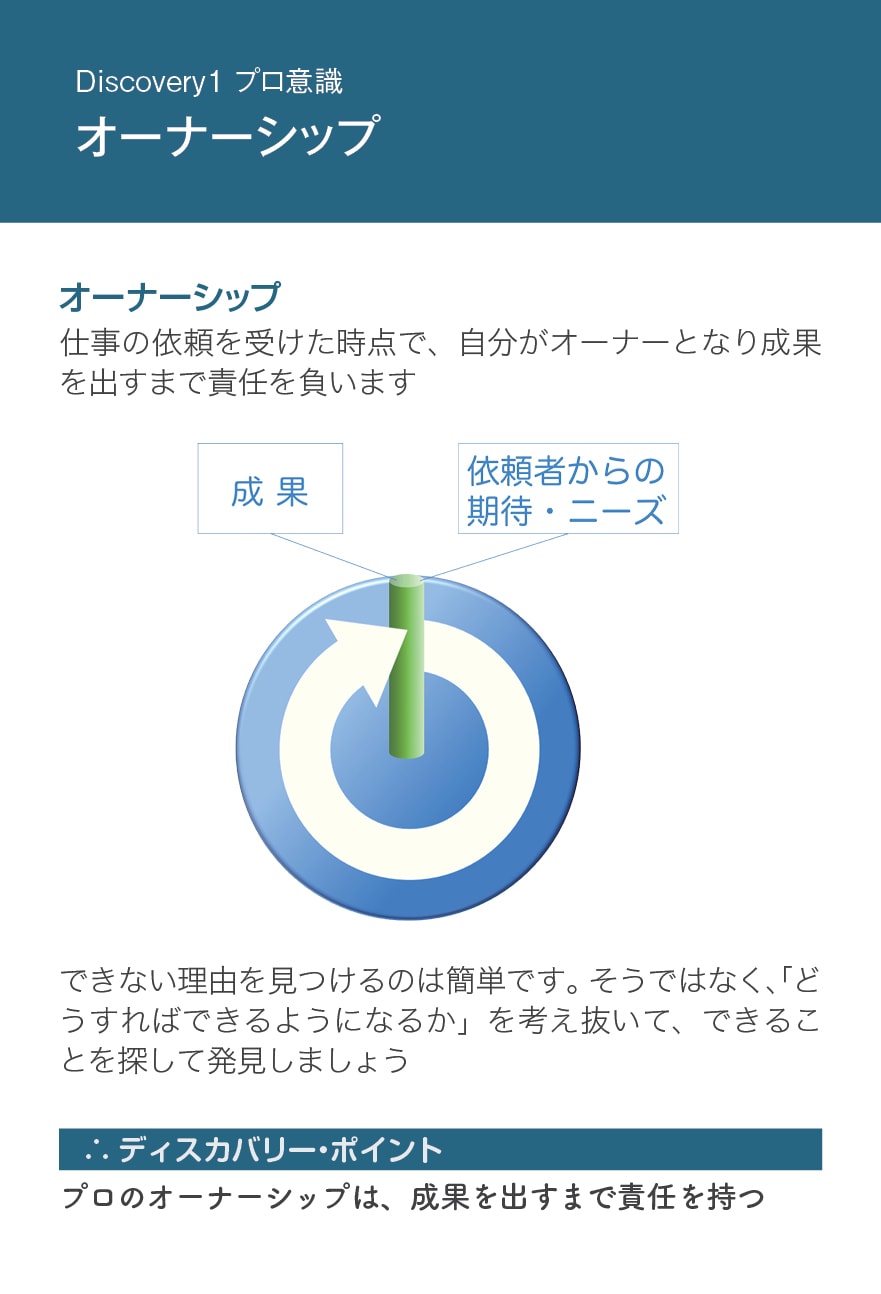 Discovery1 プロ意識
オーナーシップ
オーナーシップ
仕事の依頼を受けた時点で、自分がオーナーとなり成果
を出すまで責任を負います
成 果
依頼者からの
期待・ニーズ
できない理由を見つけるのは簡単です。そうではなく、「ど
うすればできるようになるか」を考え抜いて、できるこ
とを探して発見しましょう
∴ ディスカバリー・ポイント
プロのオーナーシップは、成果を出すまで責任を持つ